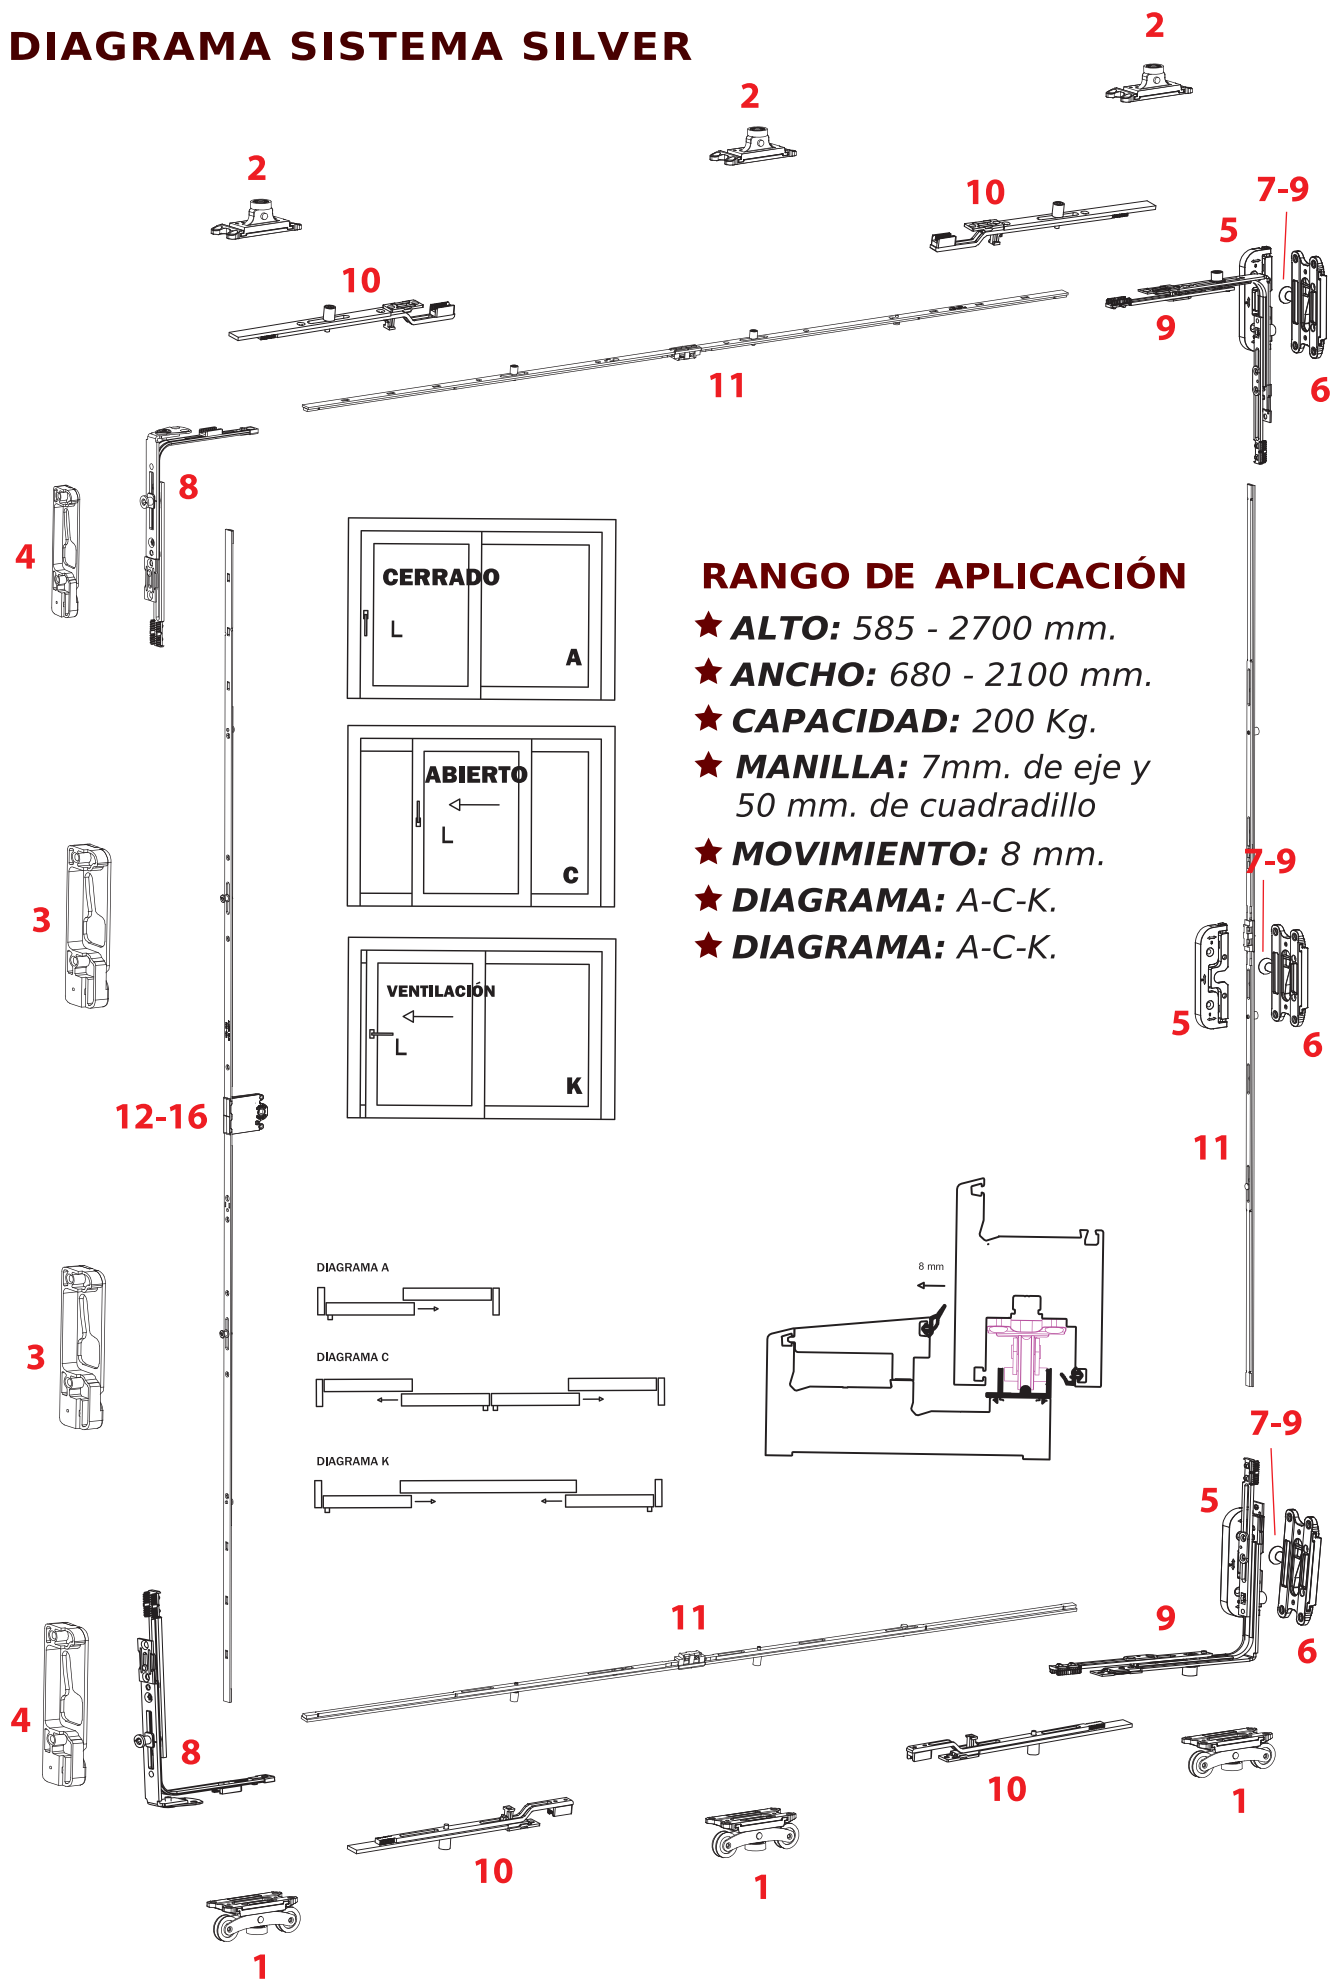 DIAGRAMA SISTEMA SILVER
2
2
2
10
7-9
5
10
9
6
11
8
4
CERRADO
L
A
RANGO DE APLICACIÓN
★ ALTO: 585 - 2700 mm.
★ ANCHO: 680 - 2100 mm.
★ CAPACIDAD: 200 Kg.
★ MANILLA: 7mm. de eje y
50 mm. de cuadradillo
★ MOVIMIENTO: 8 mm.
★ DIAGRAMA: A-C-K.
★ DIAGRAMA: A-C-K.
ABIERTO
L
C
7-9
3
VENTILACIÓN
L
K
5
6
12-16
11
DIAGRAMA A
8 mm
3
DIAGRAMA C
DIAGRAMA K
7-9
5
11
9
6
4
8
10
1
10
1
1